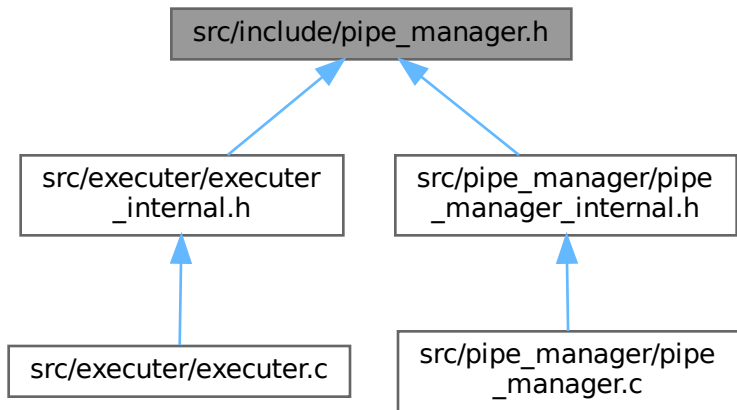 src/include/pipe_manager.h
src/executer/executer
_internal.h
src/pipe_manager/pipe
_manager_internal.h
src/executer/executer.c
src/pipe_manager/pipe
_manager.c